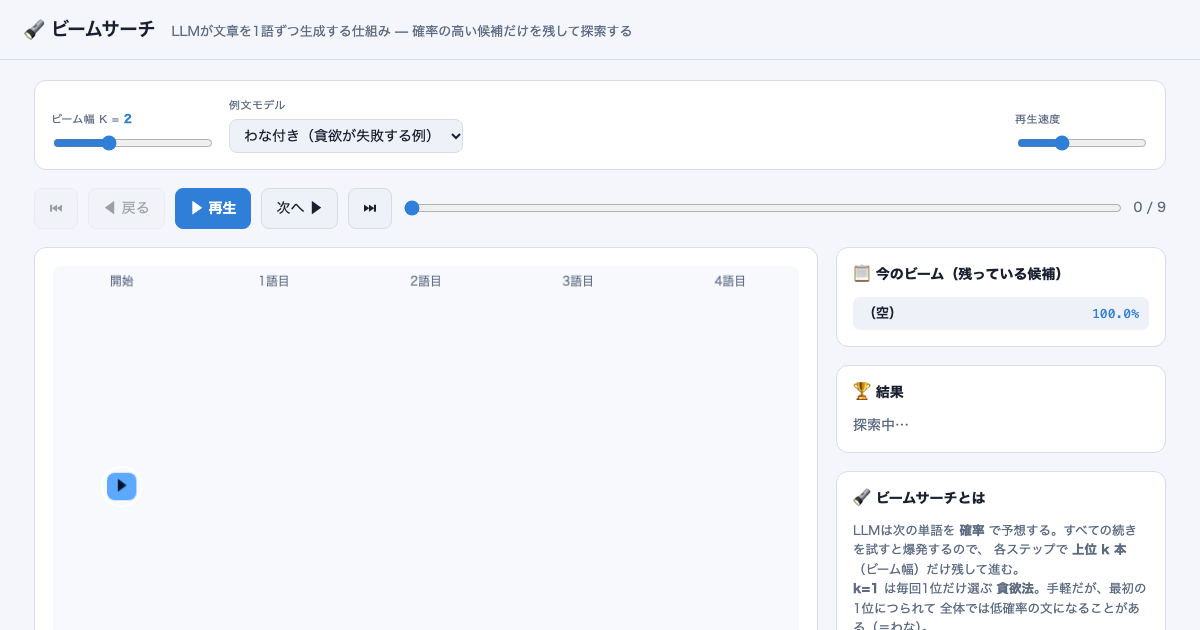 ビームサーチ LLMが文章を1語ずつ生成する仕組み — 確率の高い候補だけを残して探索する
ビーム幅 K = 2
例文モデル
わな付き（貪欲が失敗する例）
再生速度
⏮ ◀ 戻る ▶ 再生 次へ ▶ ⏭ 0 / 9
開始 1語目 2語目 3語目 4語目
▶
📋 今のビーム（残っている候補）
（空） 100.0%
🏆 結果
探索中…
ビームサーチとは
LLMは次の単語を 確率 で予想する。すべての続き
を試すと爆発するので、 各ステップで 上位 k 本
（ビーム幅）だけ残して進む。
k=1 は毎回1位だけ選ぶ 貪欲法。手軽だが、最初の
1位につられて 全体では低確率の文になることがあ
る（＝わな）。